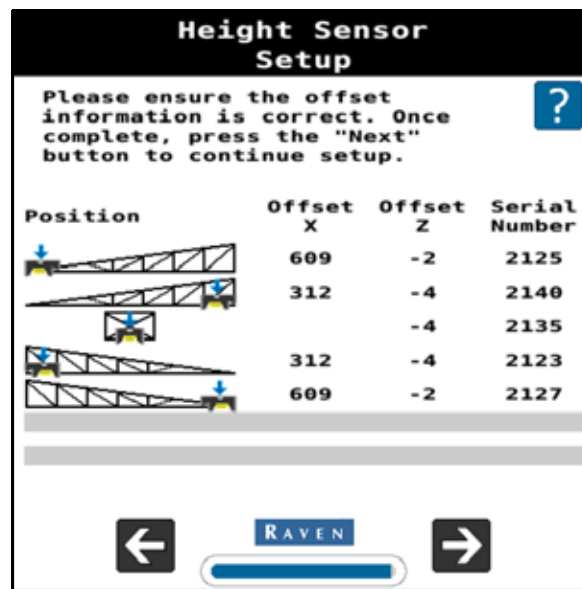 Height Sensor
Setup
Please ensure the offset
information is correct. Once
complete, press the "Next"
button to continue setup.
?
Position Offset X Offset Z Serial Number
609 -2 2125
312 -4 2140
-4 2135
312 -4 2123
609 -2 2127
RAVEN